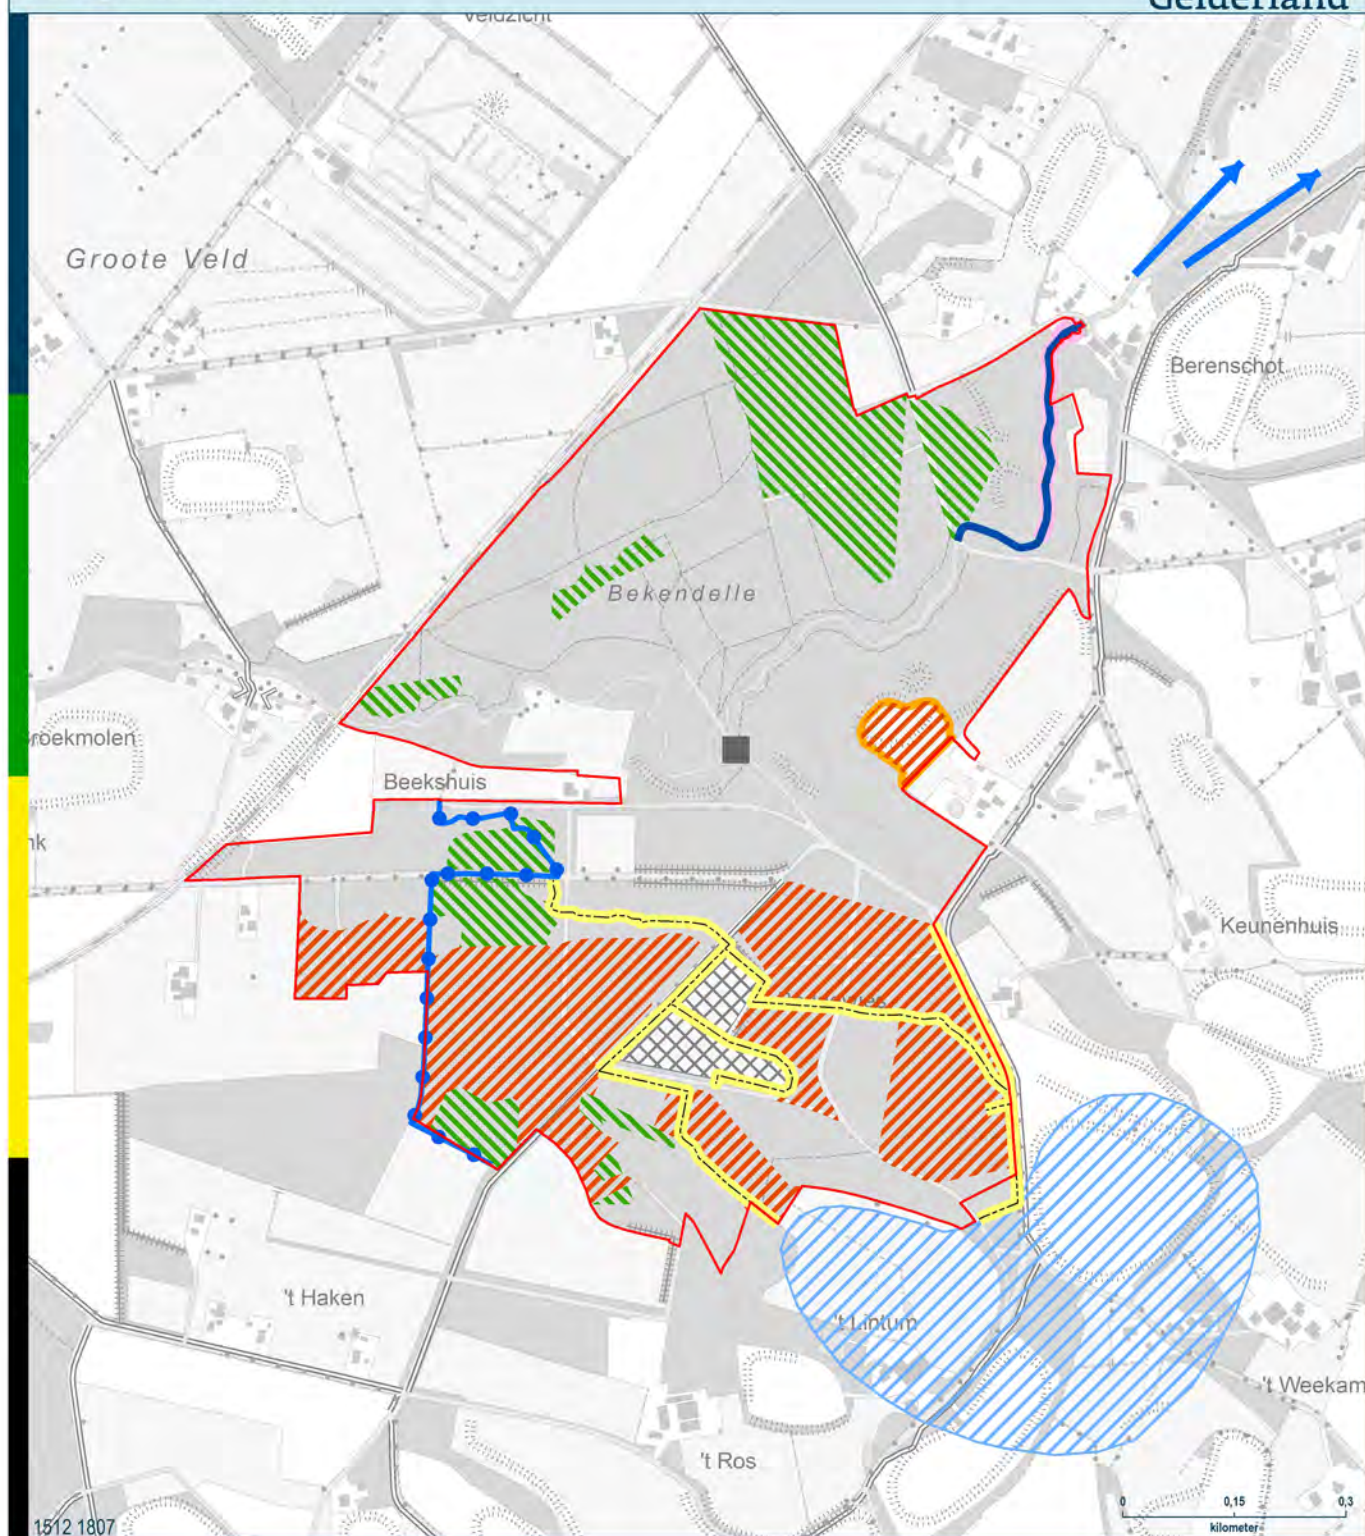 Gelderland
Veldzicht
Groote Veld
Berenschot
Bekendelle
Beekshuis
Keunenhuis
't Haken
't Lintum
't Weekam
't Ros
0 0,15 0,3
kilometer
1512 1807